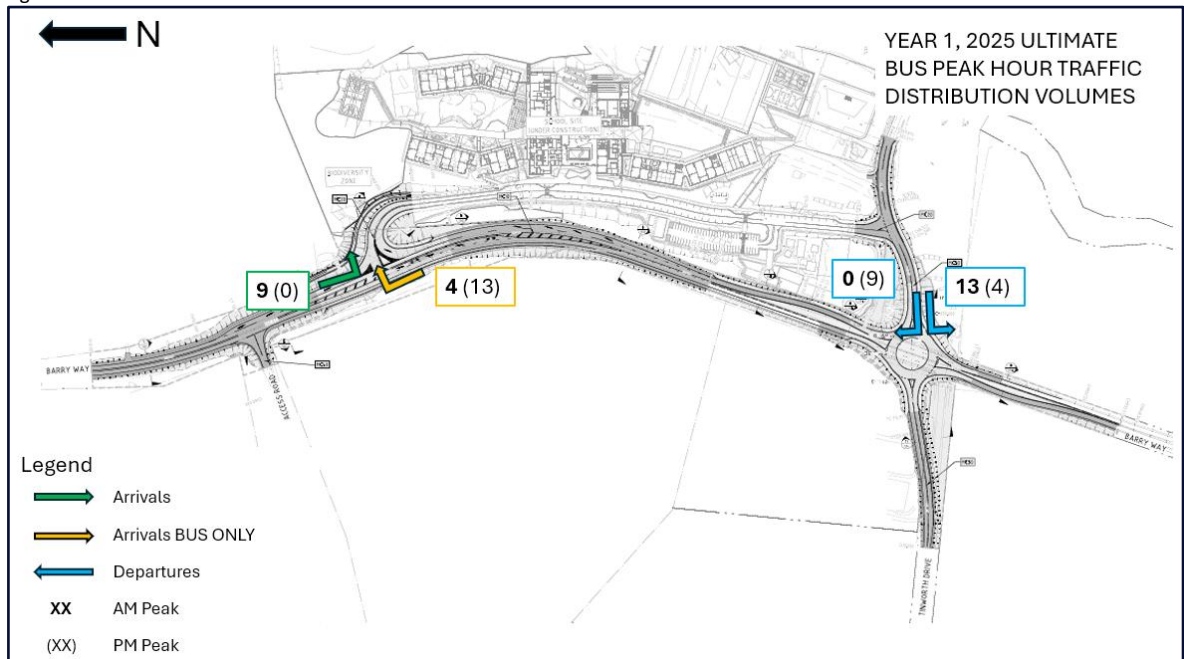 N
YEAR 1, 2025 ULTIMATE
BUS PEAK HOUR TRAFFIC
DISTRIBUTION VOLUMES
(UNDER CONSTRUCTION)
BIODIVERSITY
ZONE
9 (0)
4 (13)
0 (9)
13 (4)
BARRY WAY
ACCESS ROAD
BARRY WAY
TINWORTH DRIVE
Legend
Arrivals
Arrivals BUS ONLY
Departures
XX AM Peak
(XX) PM Peak